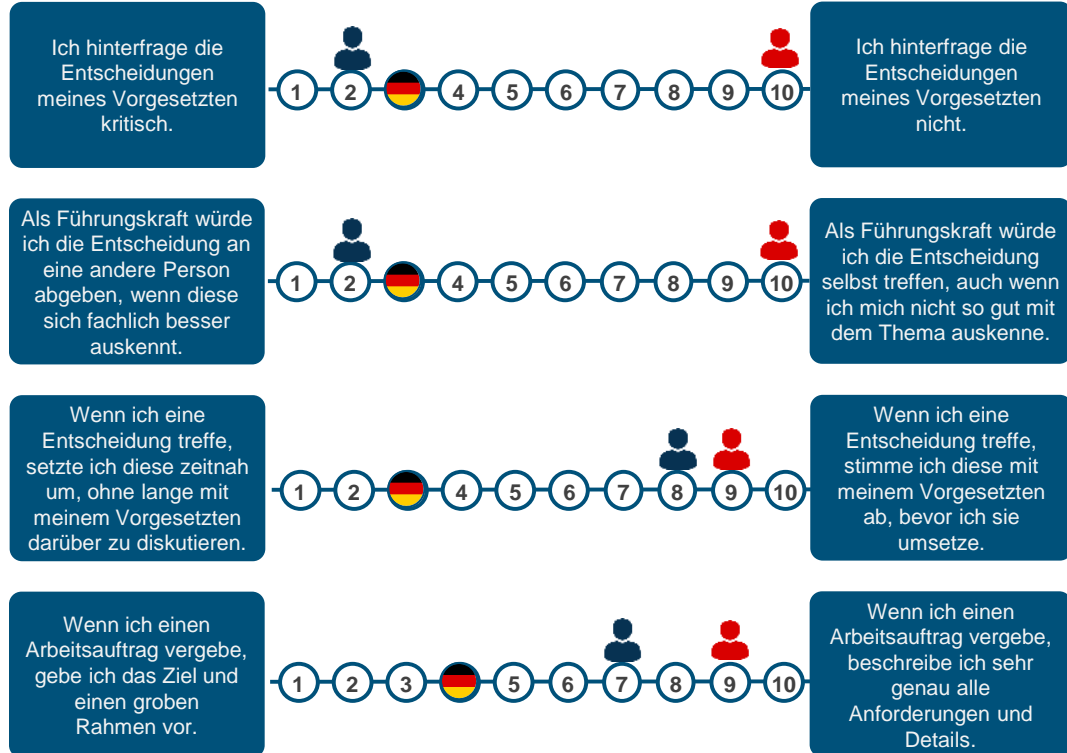 Ich hinterfrage die
Entscheidungen
meines Vorgesetzten
kritisch.
1 2 4 5 6 7 8 9 10
Ich hinterfrage die
Entscheidungen
meines Vorgesetzten
nicht.
Als Führungskraft würde
ich die Entscheidung an
eine andere Person
abgeben, wenn diese
sich fachlich besser
auskennt.
1 2 4 5 6 7 8 9 10
Als Führungskraft würde
ich die Entscheidung
selbst treffen, auch wenn
ich mich nicht so gut mit
dem Thema auskenne.
Wenn ich eine
Entscheidung treffe,
setzte ich diese zeitnah
um, ohne lange mit
meinem Vorgesetzten
darüber zu diskutieren.
1 2 4 5 6 7 8 9 10
Wenn ich eine
Entscheidung treffe,
stimme ich diese mit
meinem Vorgesetzten
ab, bevor ich sie
umsetze.
Wenn ich einen
Arbeitsauftrag vergebe,
gebe ich das Ziel und
einen groben
Rahmen vor.
1 2 3 5 6 7 8 9 10
Wenn ich einen
Arbeitsauftrag vergebe,
beschreibe ich sehr
genau alle
Anforderungen und
Details.